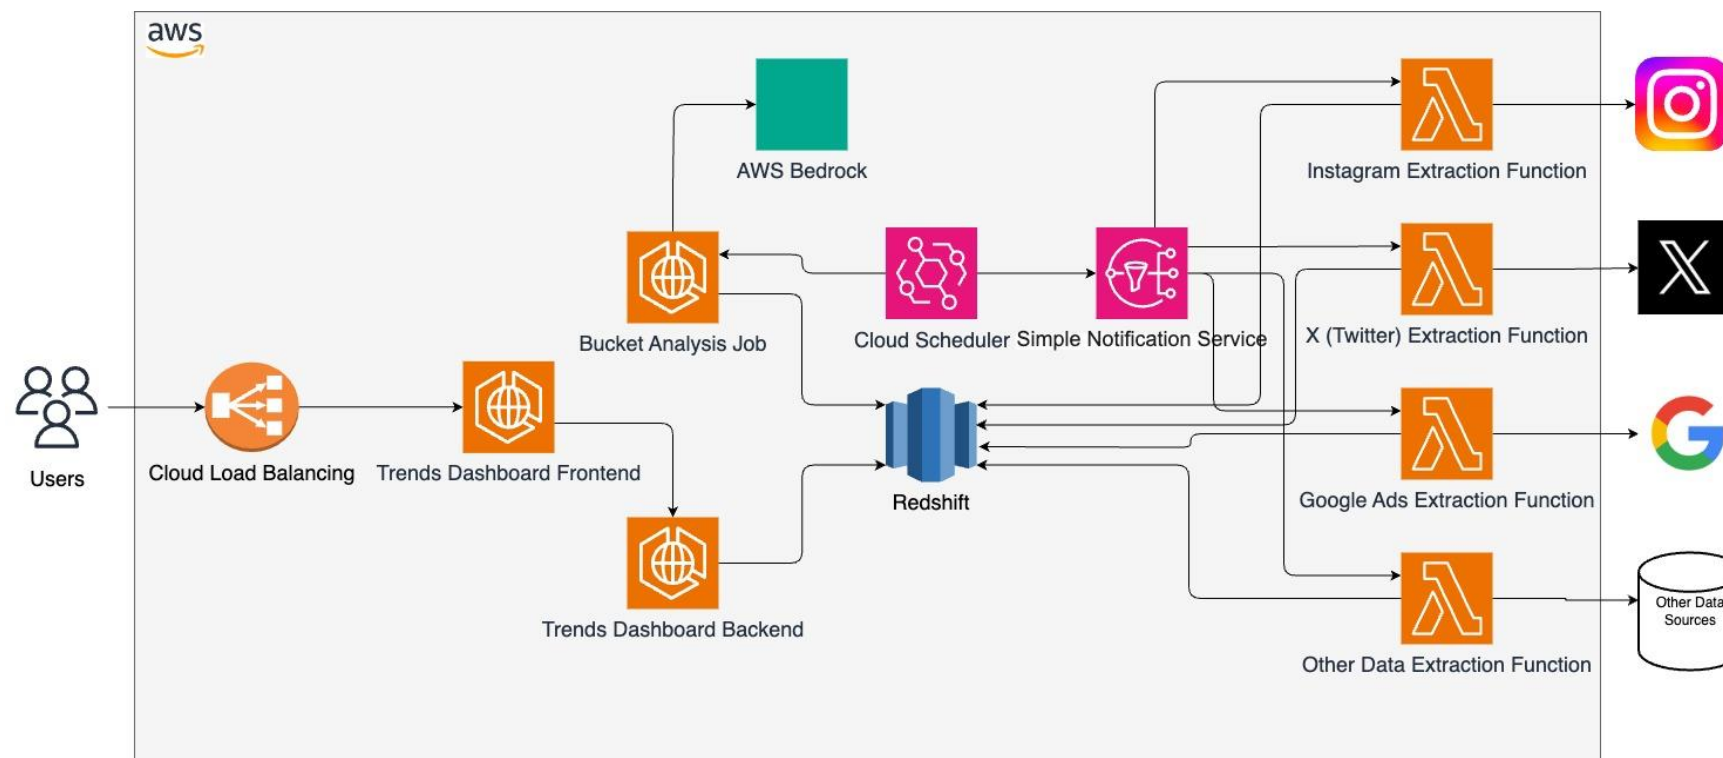 aws
AWS Bedrock
Instagram Extraction Function
Bucket Analysis Job
Cloud Scheduler
Simple Notification Service
X (Twitter) Extraction Function
Users
Cloud Load Balancing
Trends Dashboard Frontend
Redshift
Google Ads Extraction Function
Trends Dashboard Backend
Other Data
Sources
Other Data Extraction Function